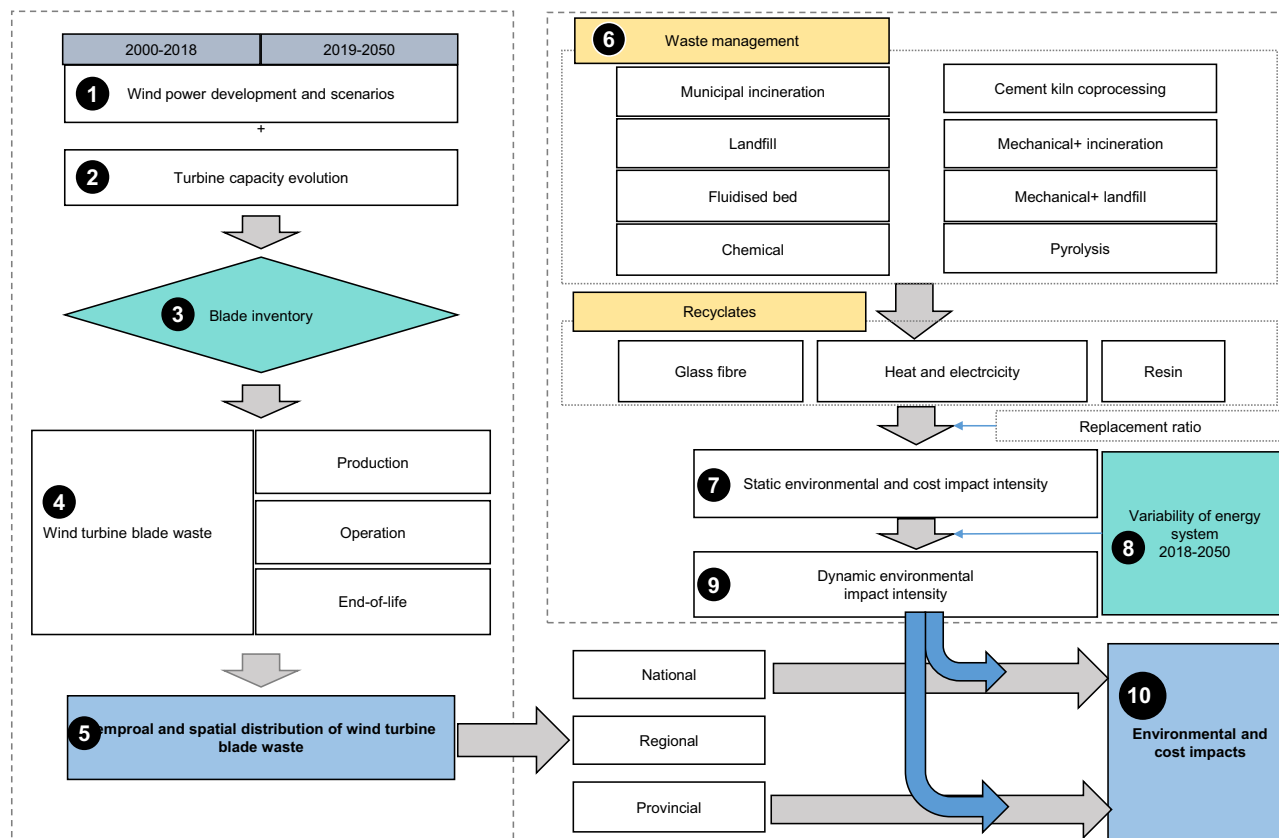 2000-2018
2019-2050
1
Wind power development and scenarios
+
2
Turbine capacity evolution
3
Blade inventory
4
Wind turbine blade waste
Production
Operation
End-of-life
5
emproal and spatial distribution of wind turbine
blade waste
6
Waste management
Municipal incineration
Cement kiln coprocessing
Landfill
Mechanical+ incineration
Fluidised bed
Mechanical+ landfill
Chemical
Pyrolysis
Recyclates
Glass fibre
Heat and electrcicity
Resin
Replacement ratio
7
Static environmental and cost impact intensity
8
Variability of energy
system
2018-2050
9
Dynamic environmental
impact intensity
National
Regional
Provincial
10
Environmental and
cost impacts